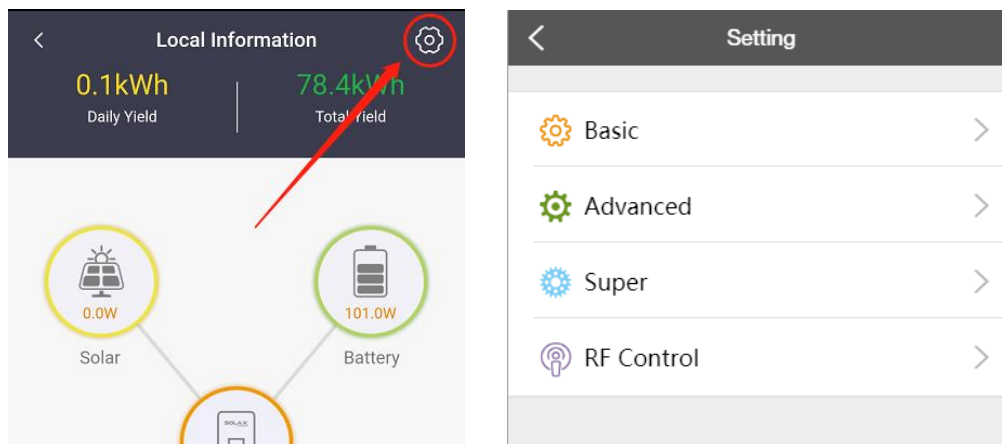 Local Information
0.1kWh
78.4kWh
Daily Yield
Total Yield
0.0W
101.0W
Solar
Battery
SOLAX
Setting
Basic
Advanced
Super
RF Control